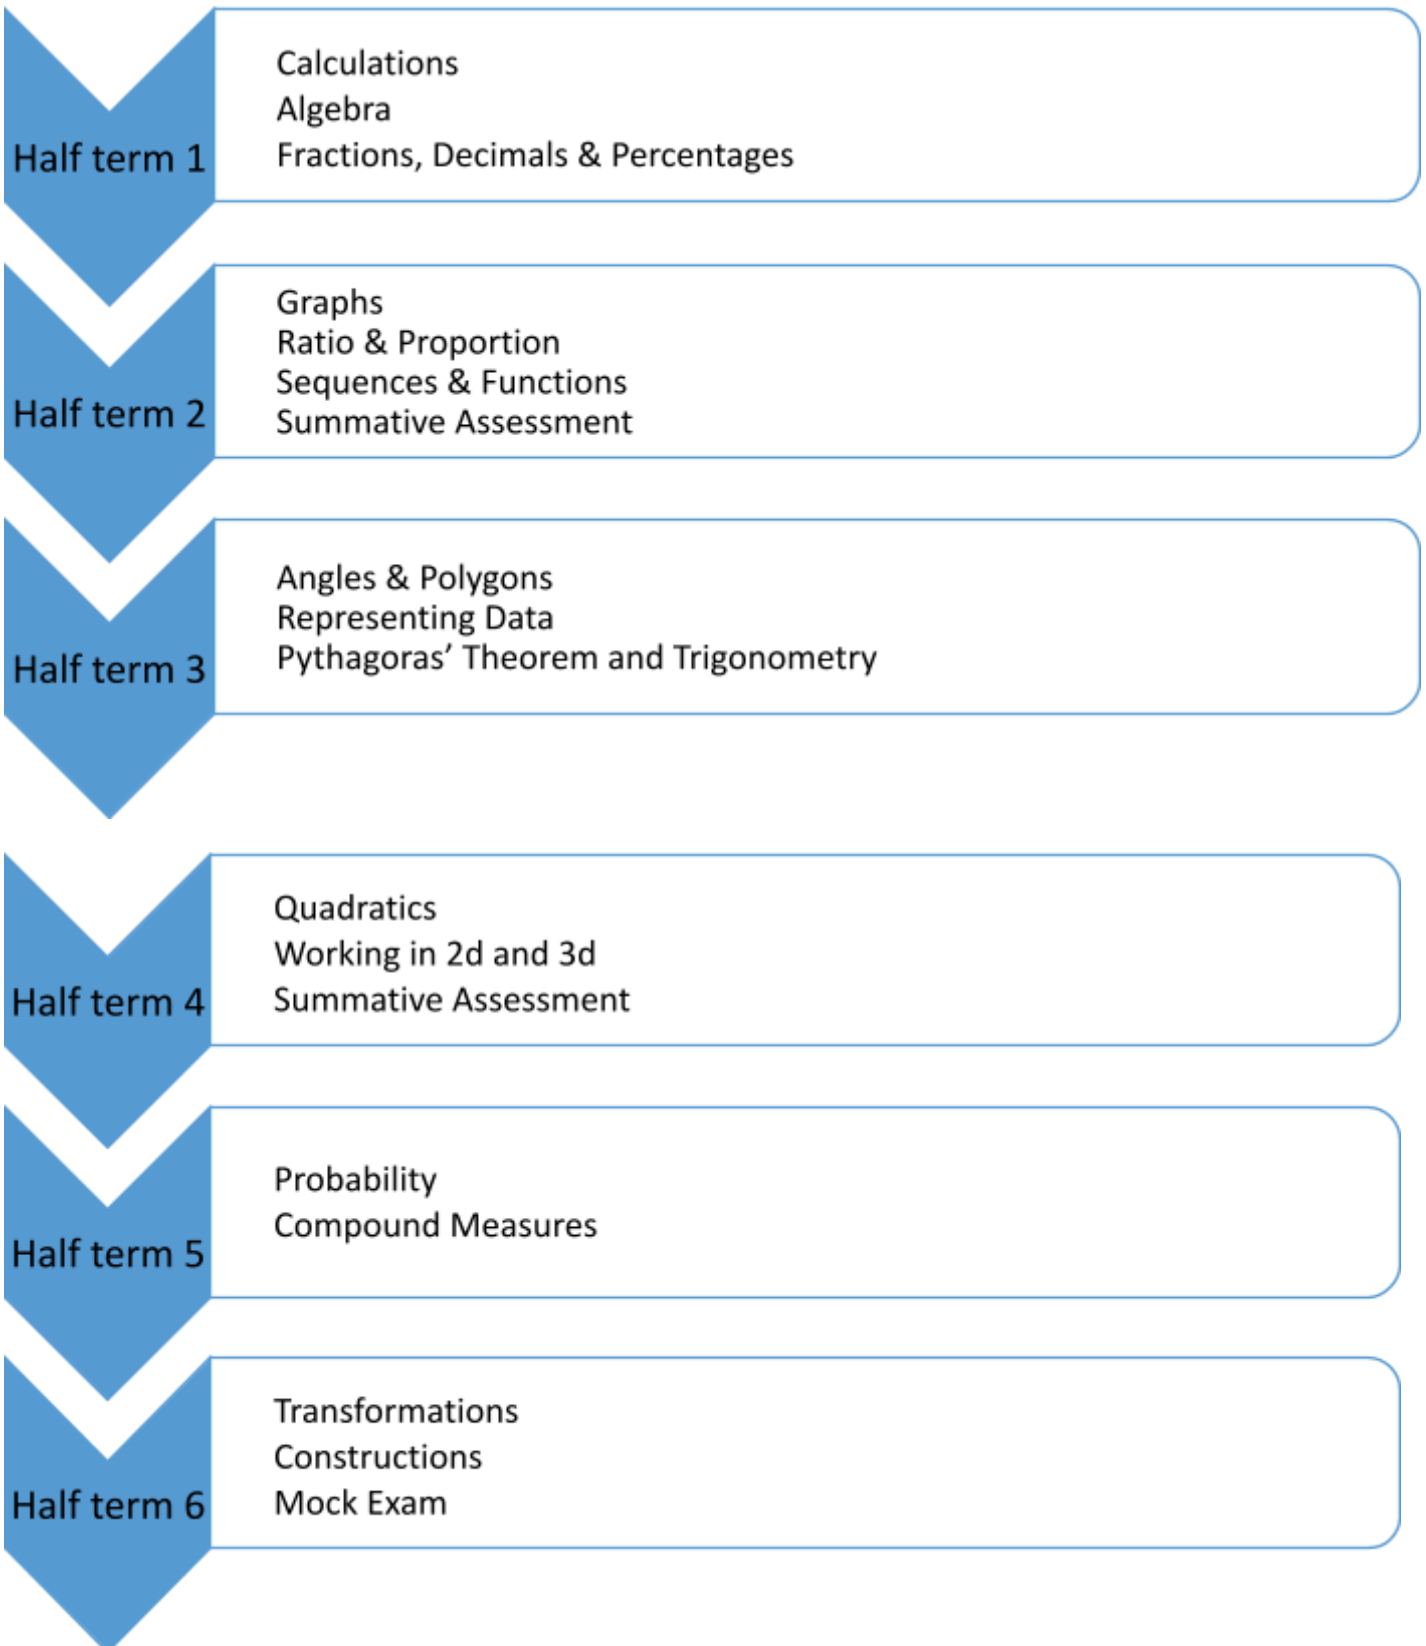 Half term 1
Calculations
Algebra
Fractions, Decimals & Percentages
Half term 2
Graphs
Ratio & Proportion
Sequences & Functions
Summative Assessment
Half term 3
Angles & Polygons
Representing Data
Pythagoras’ Theorem and Trigonometry
Half term 4
Quadratics
Working in 2d and 3d
Summative Assessment
Half term 5
Probability
Compound Measures
Half term 6
Transformations
Constructions
Mock Exam